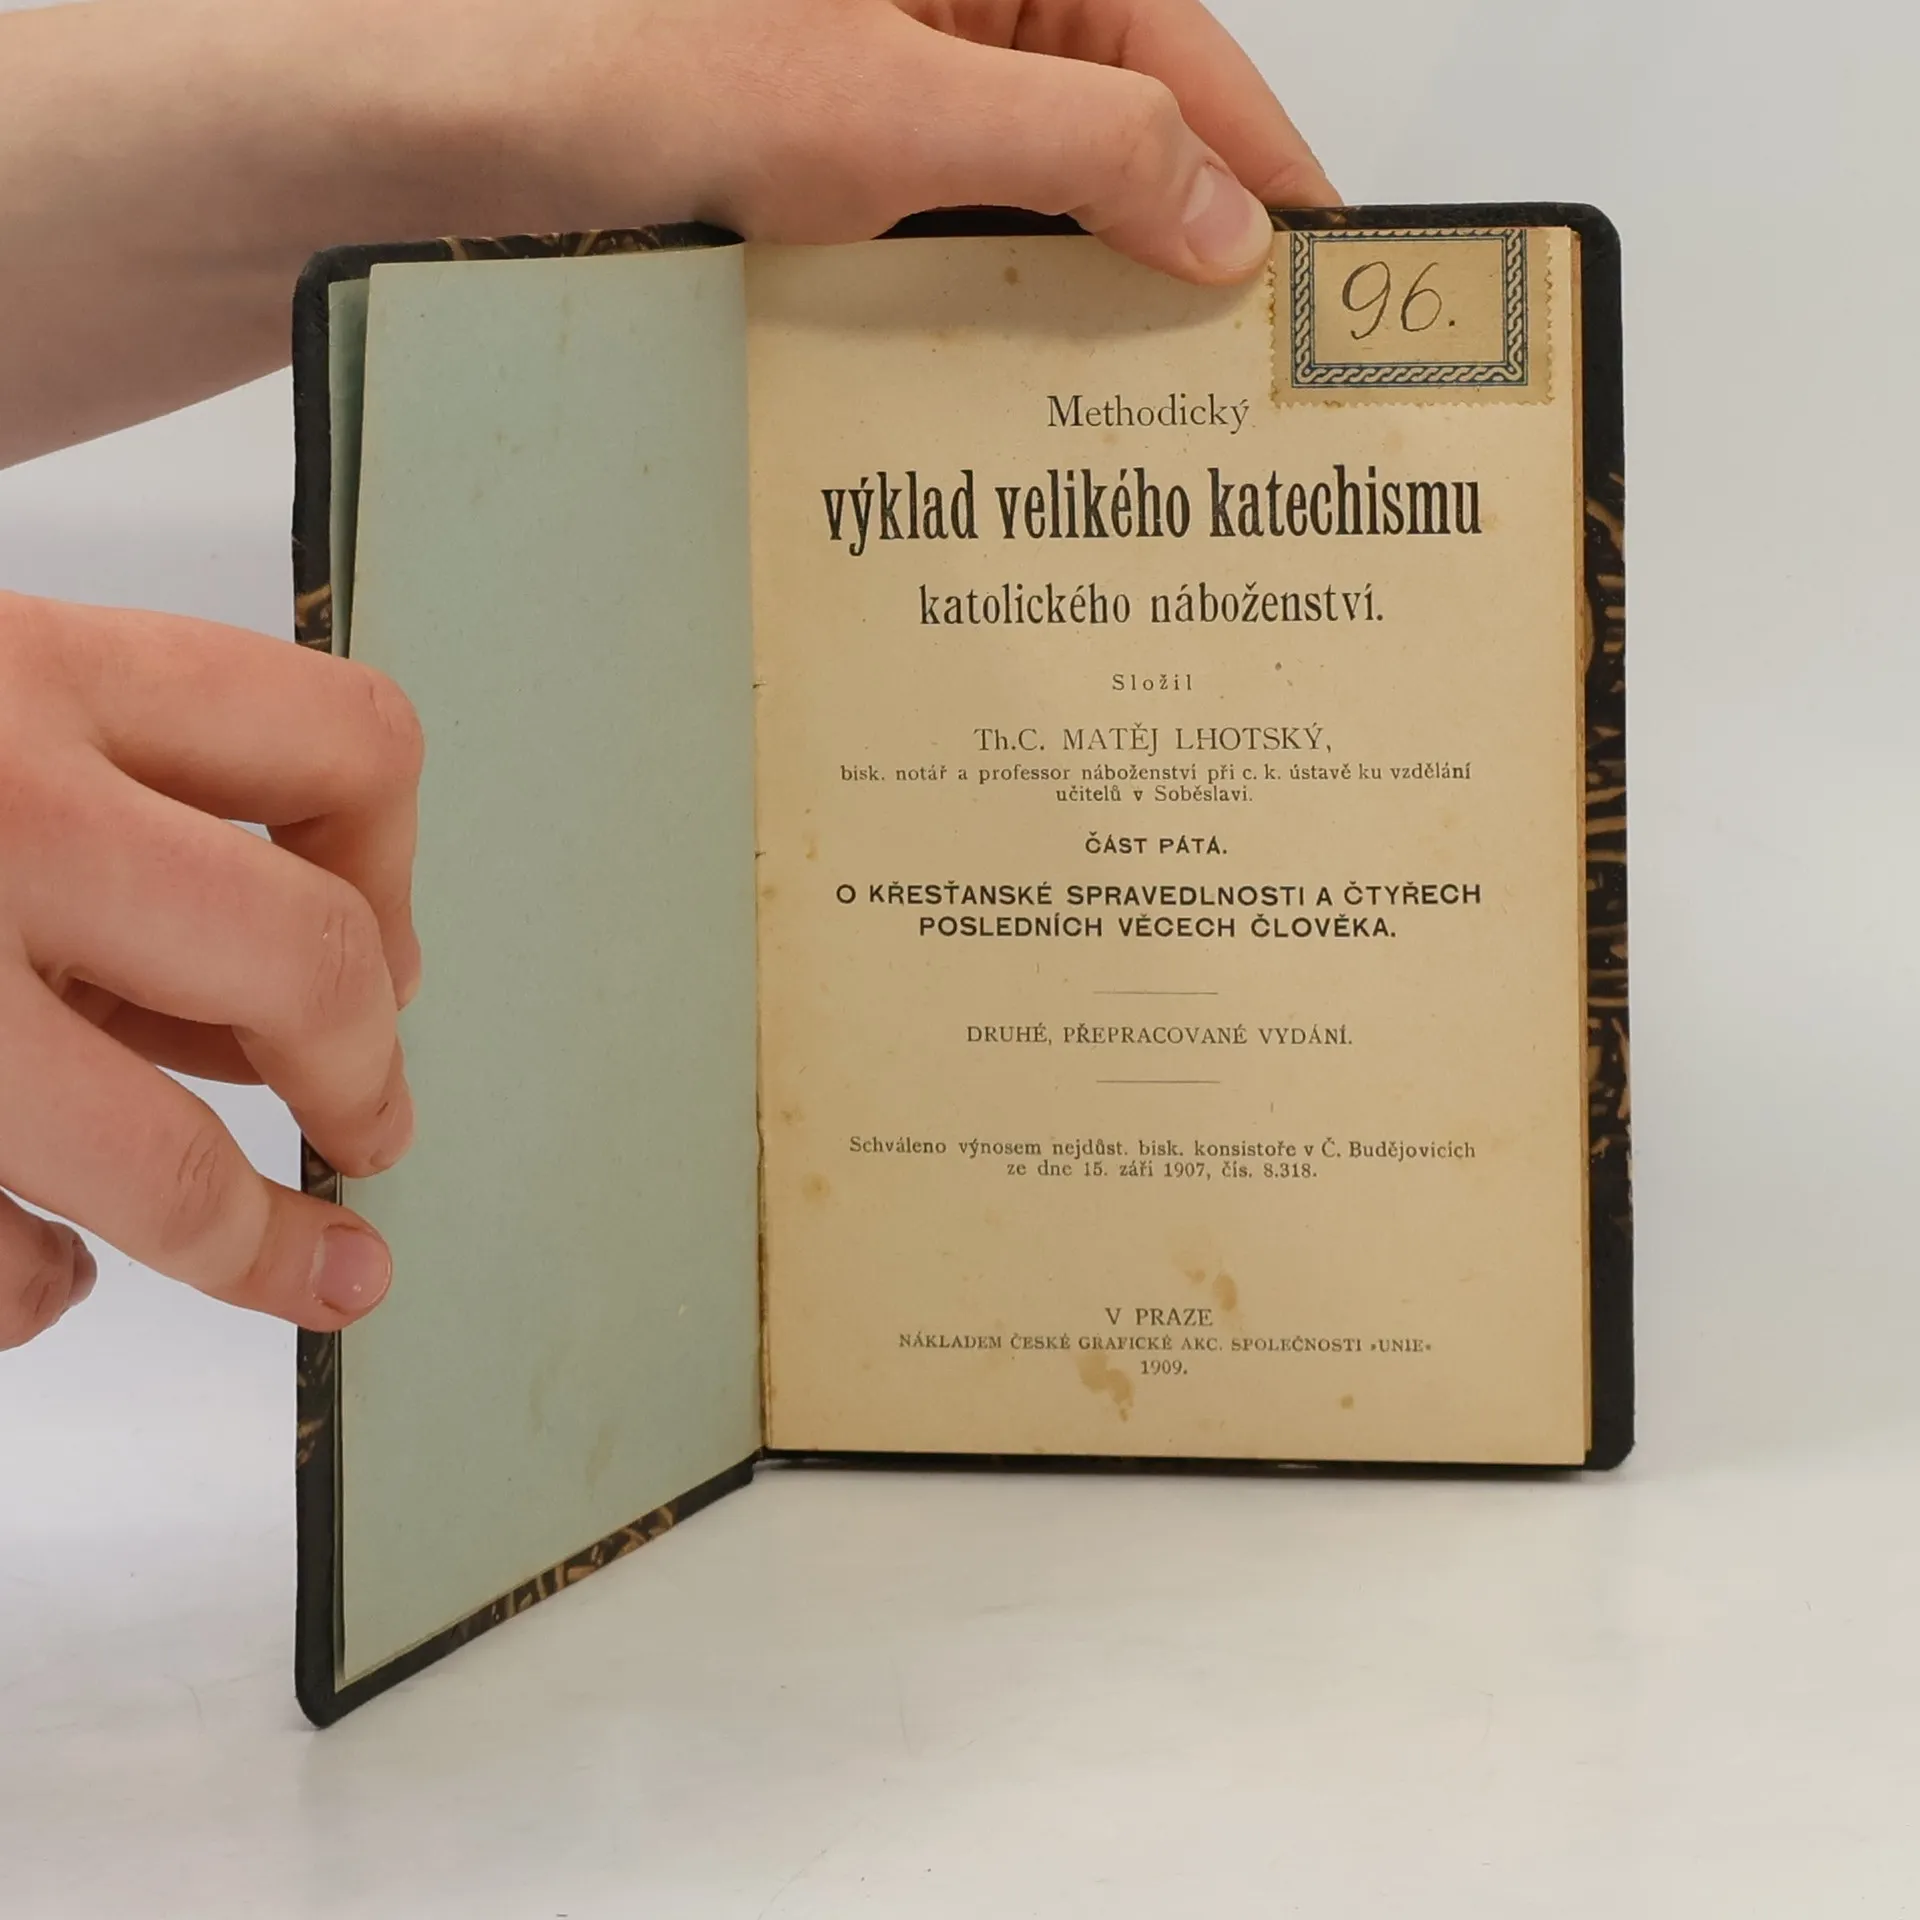 96.
Methodický
výklad velikého katechismu
katolického náboženství.
Složil
Th.C. MATĚJ LHOTSKÝ,
bisk. notář a professor náboženství při c. k. ústavě ku vzdělání
učitelů v Soběslavi.
ČÁST PÁTÁ.
O KŘESŤANSKÉ SPRAVEDLNOSTI A ČTYŘECH
POSLEDNÍCH VĚCECH ČLOVĚKA.
DRUHÉ, PŘEPRACOVANÉ VYDÁNÍ.
Schváleno výnosem nejdůst. bisk. konsistoře v Č. Budějovicích
ze dne 15. září 1907, čís. 8.318.
V PRAZE
NÁKLADEM ČESKÉ GRAFICKÉ AKC. SPOLEČNOSTI »UNIE«
1909.